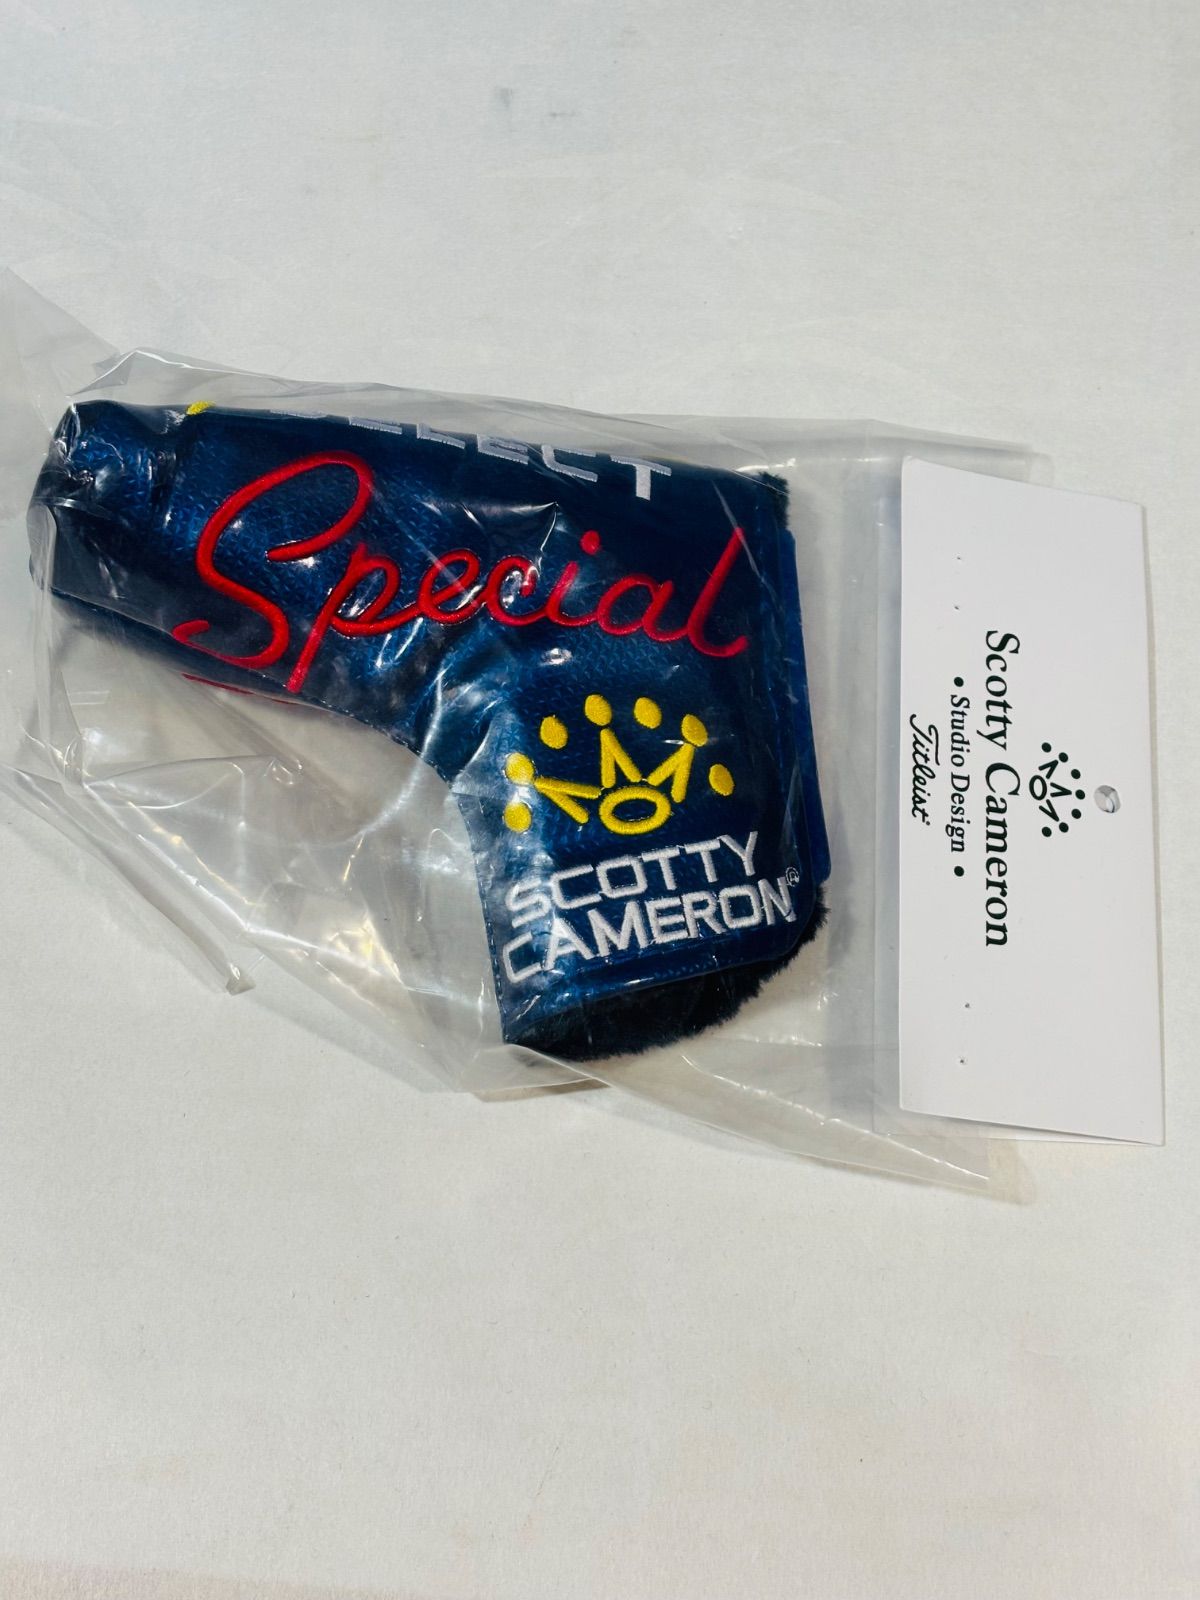 SELECT
Special
SCOTTY
CAMERON®
Scotty Cameron
• Studio Design •
Titleist